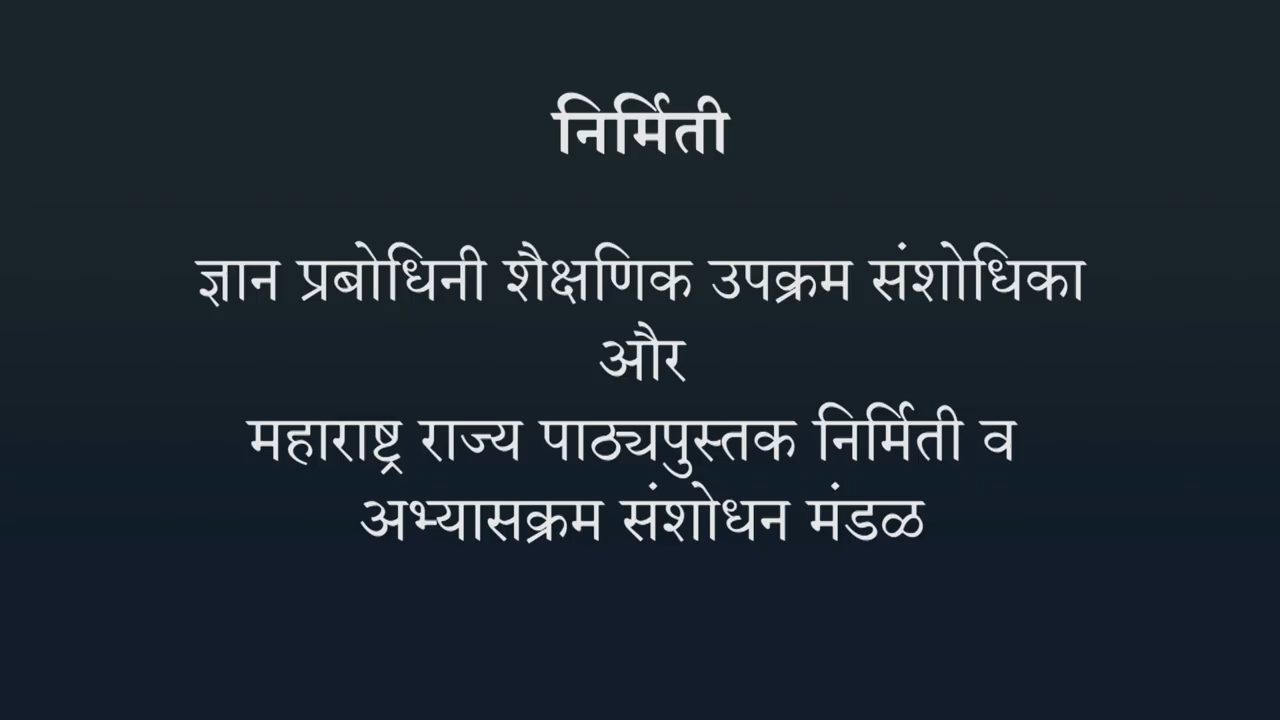 निर्मिती
ज्ञान प्रबोधिनी शैक्षणिक उपक्रम संशोधिका
और
महाराष्ट्र राज्य पाठ्यपुस्तक निर्मिती व
अभ्यासक्रम संशोधन मंडळ